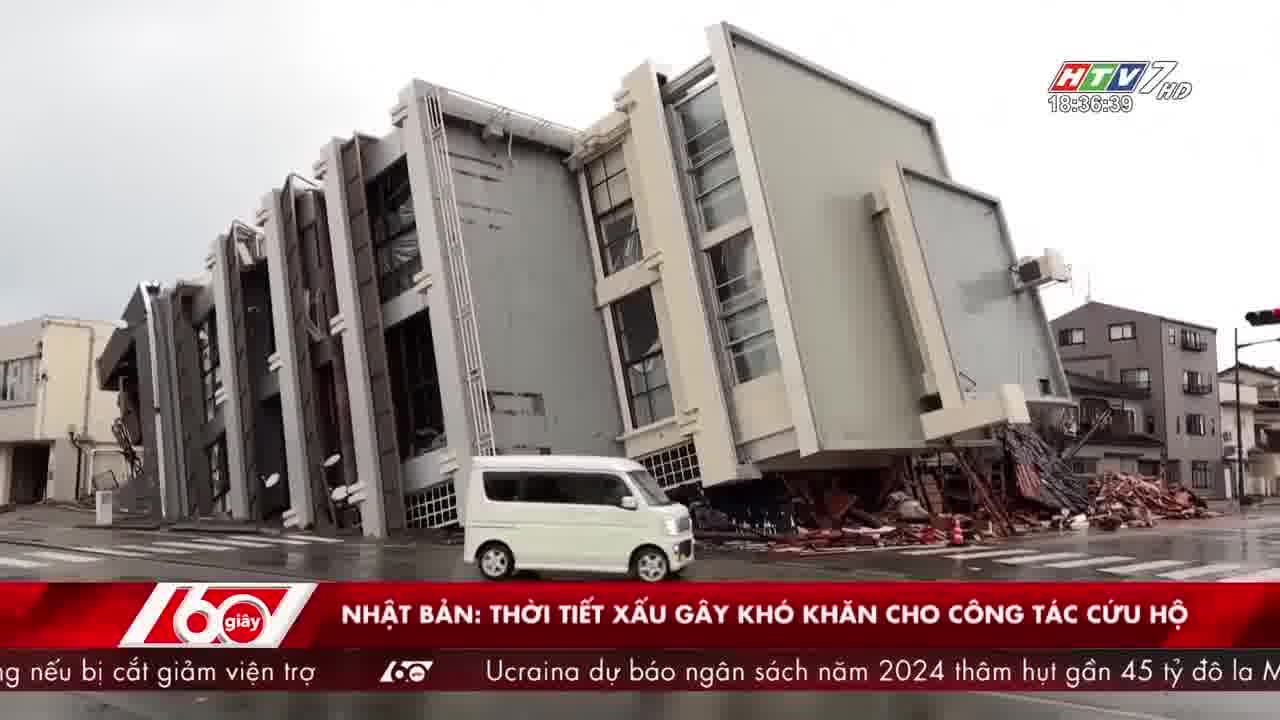 HTV7 HD
18:36:39
60 giây
NHẬT BẢN: THỜI TIẾT XẤU GÂY KHÓ KHĂN CHO CÔNG TÁC CỨU HỘ
ng nếu bị cắt giảm viện trợ 60 Ucraina dự báo ngân sách năm 2024 thâm hụt gần 45 tỷ đô la M